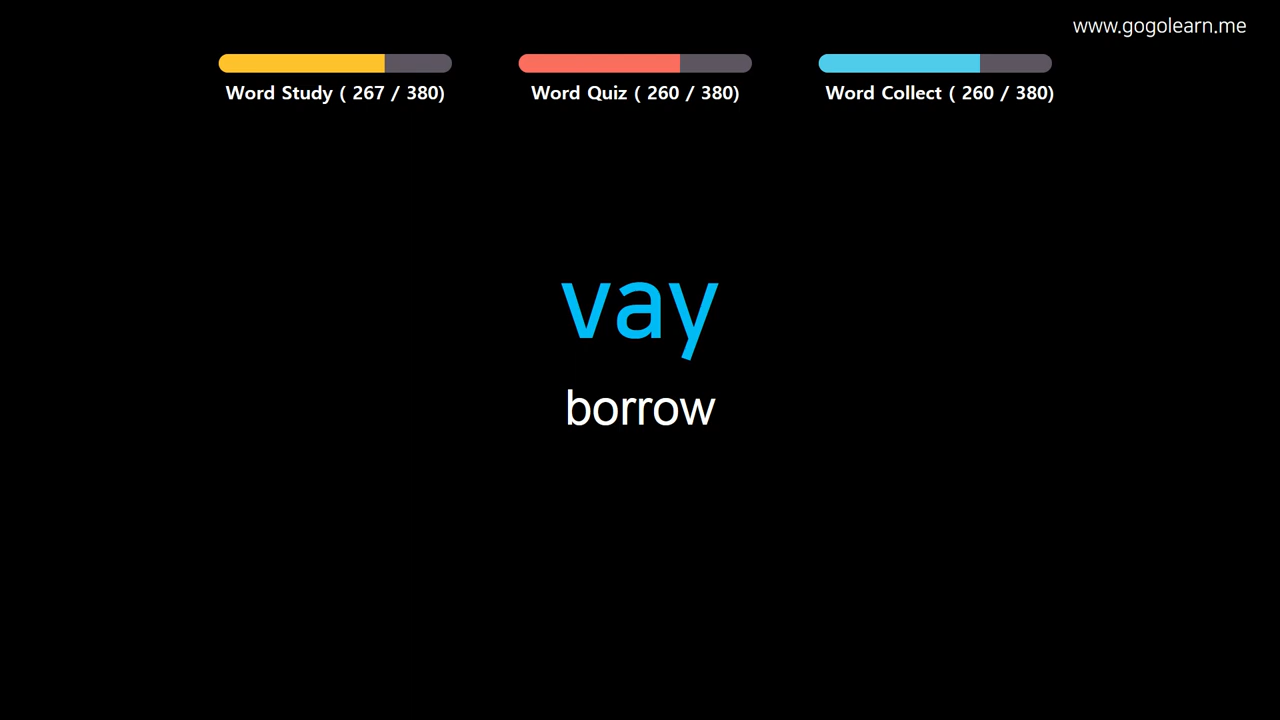 www.gogolearn.me
Word Study ( 267 / 380)
Word Quiz ( 260 / 380)
Word Collect ( 260 / 380)
vay
borrow